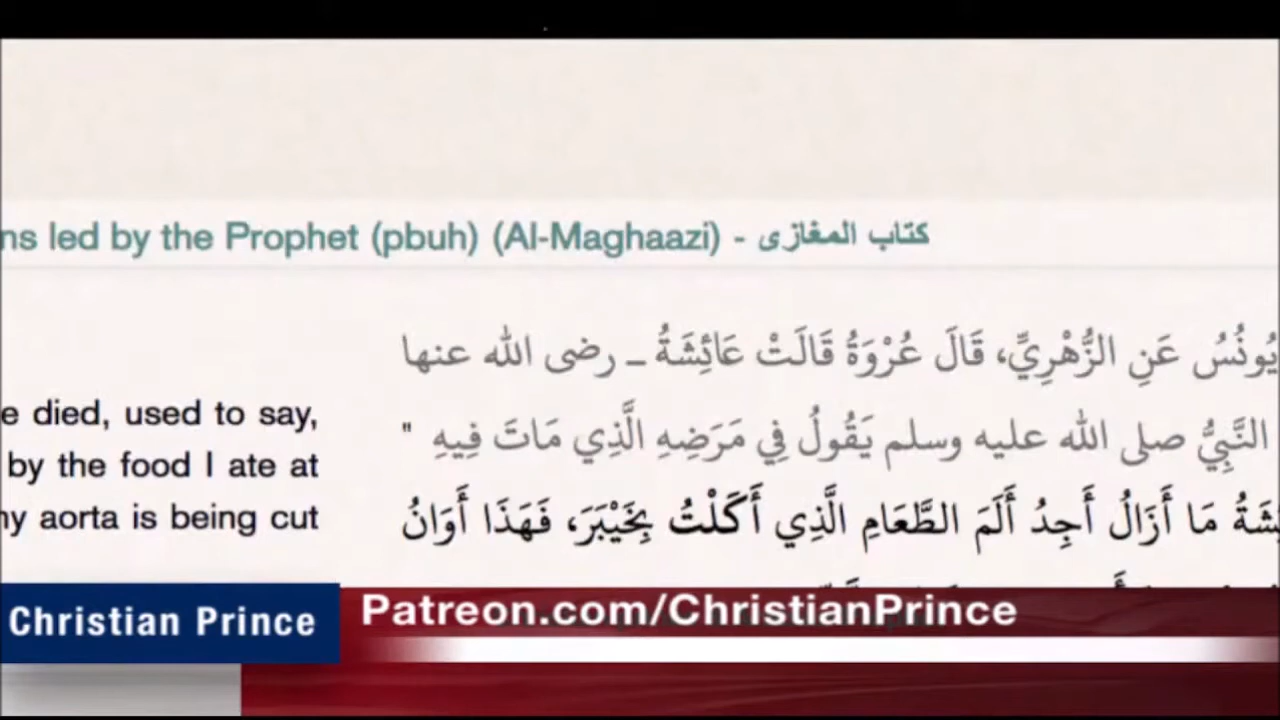 ns led by the Prophet (pbuh) (Al-Maghaazi) - كتاب المغازى
يُونُسُ عَنِ الزُّهْرِيِّ، قَالَ عُرْوَةُ قَالَتْ عَائِشَةُ ـ رضى الله عنها
النَّبِيُّ صلى الله عليه وسلم يَقُولُ فِي مَرَضِهِ الَّذِي مَاتَ فِيهِ ‏"‏
ئِشَةُ مَا أَزَالُ أَجِدُ أَلَمَ الطَّعَامِ الَّذِي أَكَلْتُ بِخَيْبَرَ، فَهَذَا أَوَانُ
e died, used to say,
by the food I ate at
my aorta is being cut
Christian Prince
Patreon.com/ChristianPrince